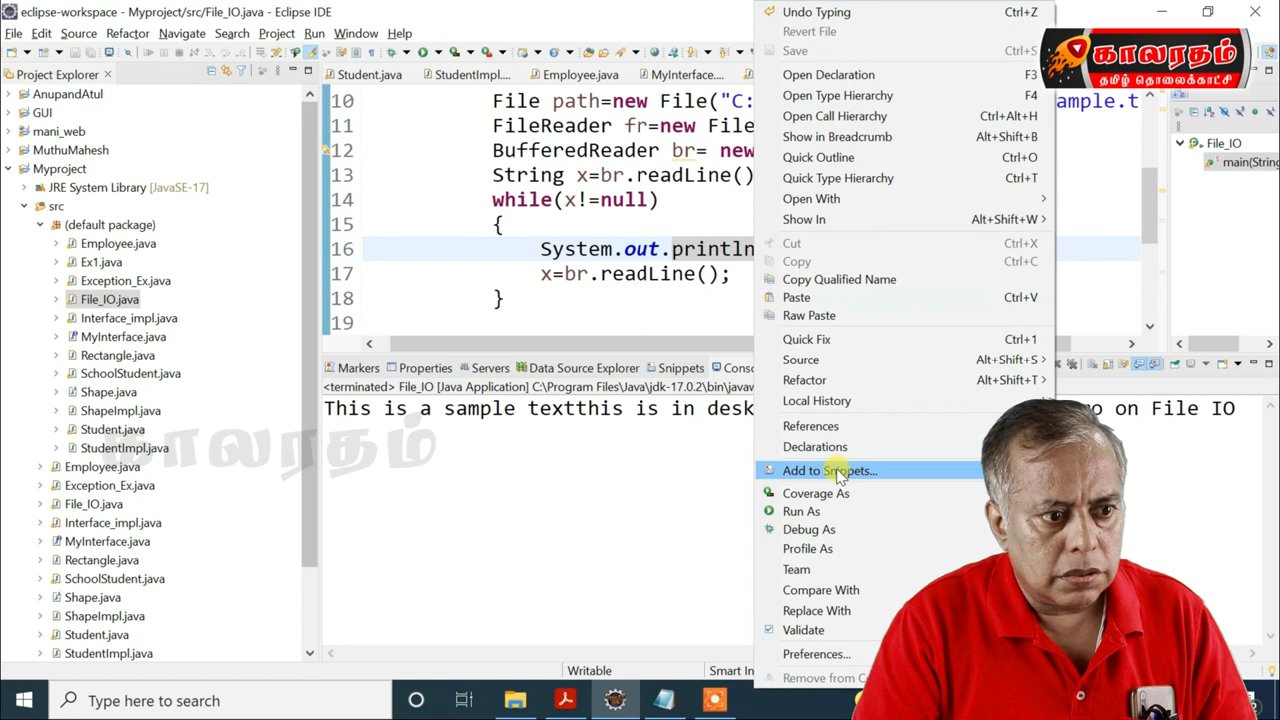 eclipse-workspace - Myproject/src/File_IO.java - Eclipse IDE
File Edit Source Refactor Navigate Search Project Run Window
Project Explorer
AnupandAtul
GUI
mani_web
MuthuMahesh
Myproject
JRE System Library [JavaSE-17]
src
(default package)
Employee.java
Ex1.java
Exception_Ex.java
File_IO.java
Interface_impl.java
MyInterface.java
Rectangle.java
SchoolStudent.java
Shape.java
ShapeImpl.java
Student.java
StudentImpl.java
Employee.java
Exception_Ex.java
File_IO.java
Interface_impl.java
MyInterface.java
Rectangle.java
SchoolStudent.java
Shape.java
ShapeImpl.java
Student.java
StudentImpl.java
Student.java StudentImpl.... Employee.java MyInterface....
10 File path=new File("C: ample.t
11 FileReader fr=new File
12 BufferedReader br= new
13 String x=br.readLine()
14 while(x!=null)
15 {
16 System.out.println
17 x=br.readLine();
18 }
19
Markers Properties Servers Data Source Explorer Snippets Conso
<terminated> File_IO [Java Application] C:\Program Files\Java\jdk-17.0.2\bin\javaw
This is a sample textthis is in desk o on File IO
காலரதம்
Undo Typing Ctrl+Z
Revert File
Save Ctrl+S
Open Declaration F3
Open Type Hierarchy F4
Open Call Hierarchy Ctrl+Alt+H
Show in Breadcrumb Alt+Shift+B
Quick Outline Ctrl+O
Quick Type Hierarchy Ctrl+T
Open With
Show In Alt+Shift+W
Cut Ctrl+X
Copy Ctrl+C
Copy Qualified Name
Paste Ctrl+V
Raw Paste
Quick Fix Ctrl+1
Source Alt+Shift+S
Refactor Alt+Shift+T
Local History
References
Declarations
Add to Snippets...
Coverage As
Run As
Debug As
Profile As
Team
Compare With
Replace With
Validate
Preferences...
Remove from C
காலரதம்
தமிழ் தொலைக்காட்சி
File_IO
main(String
Writable Smart In
Type here to search